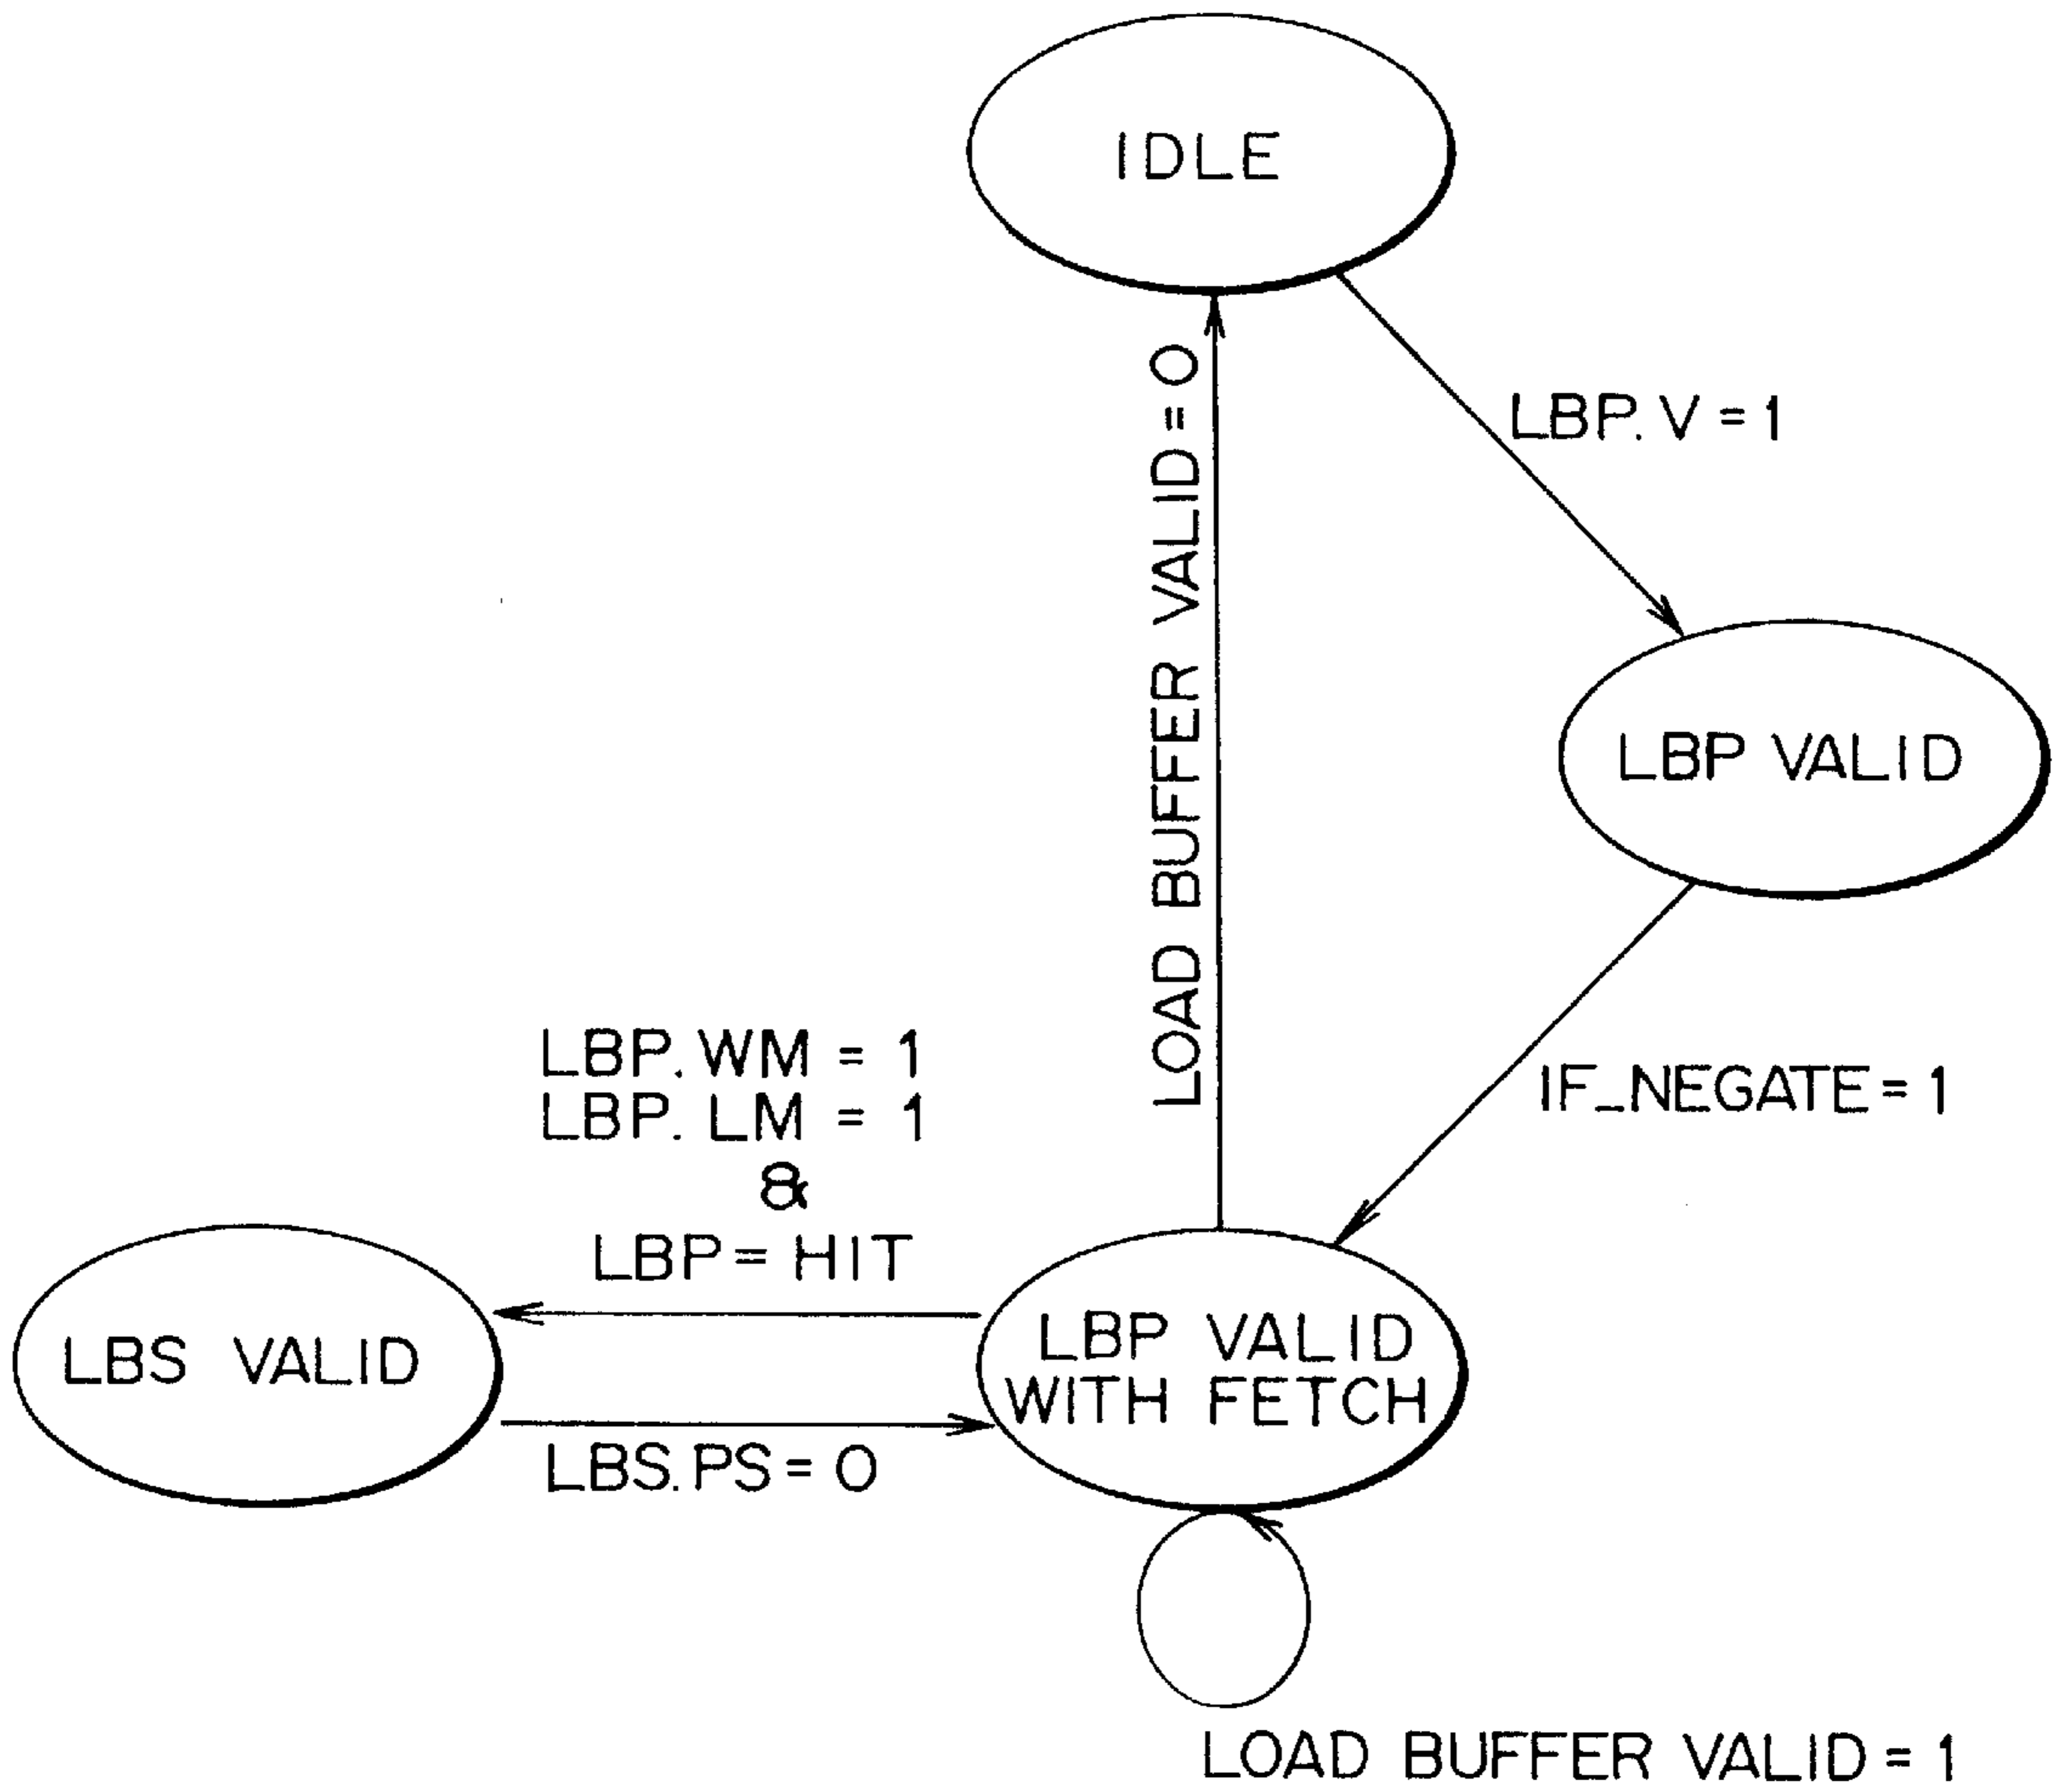 IDLE
LBP.V=1
LOAD BUFFER VALID=0
LBP VALID
IF_NEGATE=1
LBP.WM = 1
LBP.LM = 1
&
LBP=HIT
LBS VALID
LBP VALID
WITH FETCH
LBS.PS=0
LOAD BUFFER VALID=1